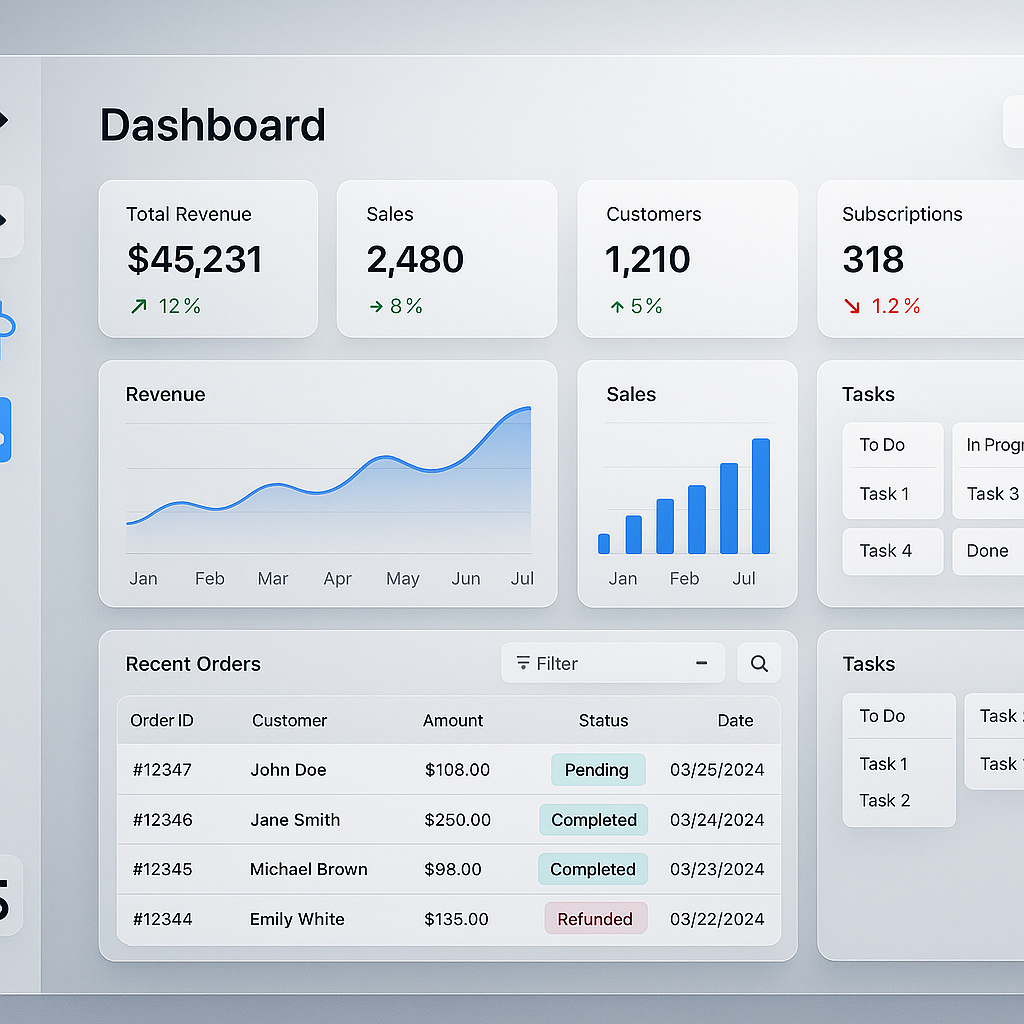 Dashboard
Total Revenue
$45,231
12%
Sales
2,480
8%
Customers
1,210
5%
Subscriptions
318
1.2%
Revenue
Jan Feb Mar Apr May Jun Jul
Sales
Jan Feb Jul
Tasks
To Do
Task 1
Task 4
In Progr
Task 3
Done
Recent Orders
Filter
Order ID Customer Amount Status Date
#12347 John Doe $108.00 Pending 03/25/2024
#12346 Jane Smith $250.00 Completed 03/24/2024
#12345 Michael Brown $98.00 Completed 03/23/2024
#12344 Emily White $135.00 Refunded 03/22/2024
Tasks
To Do
Task 1
Task 2
Task
Task
5